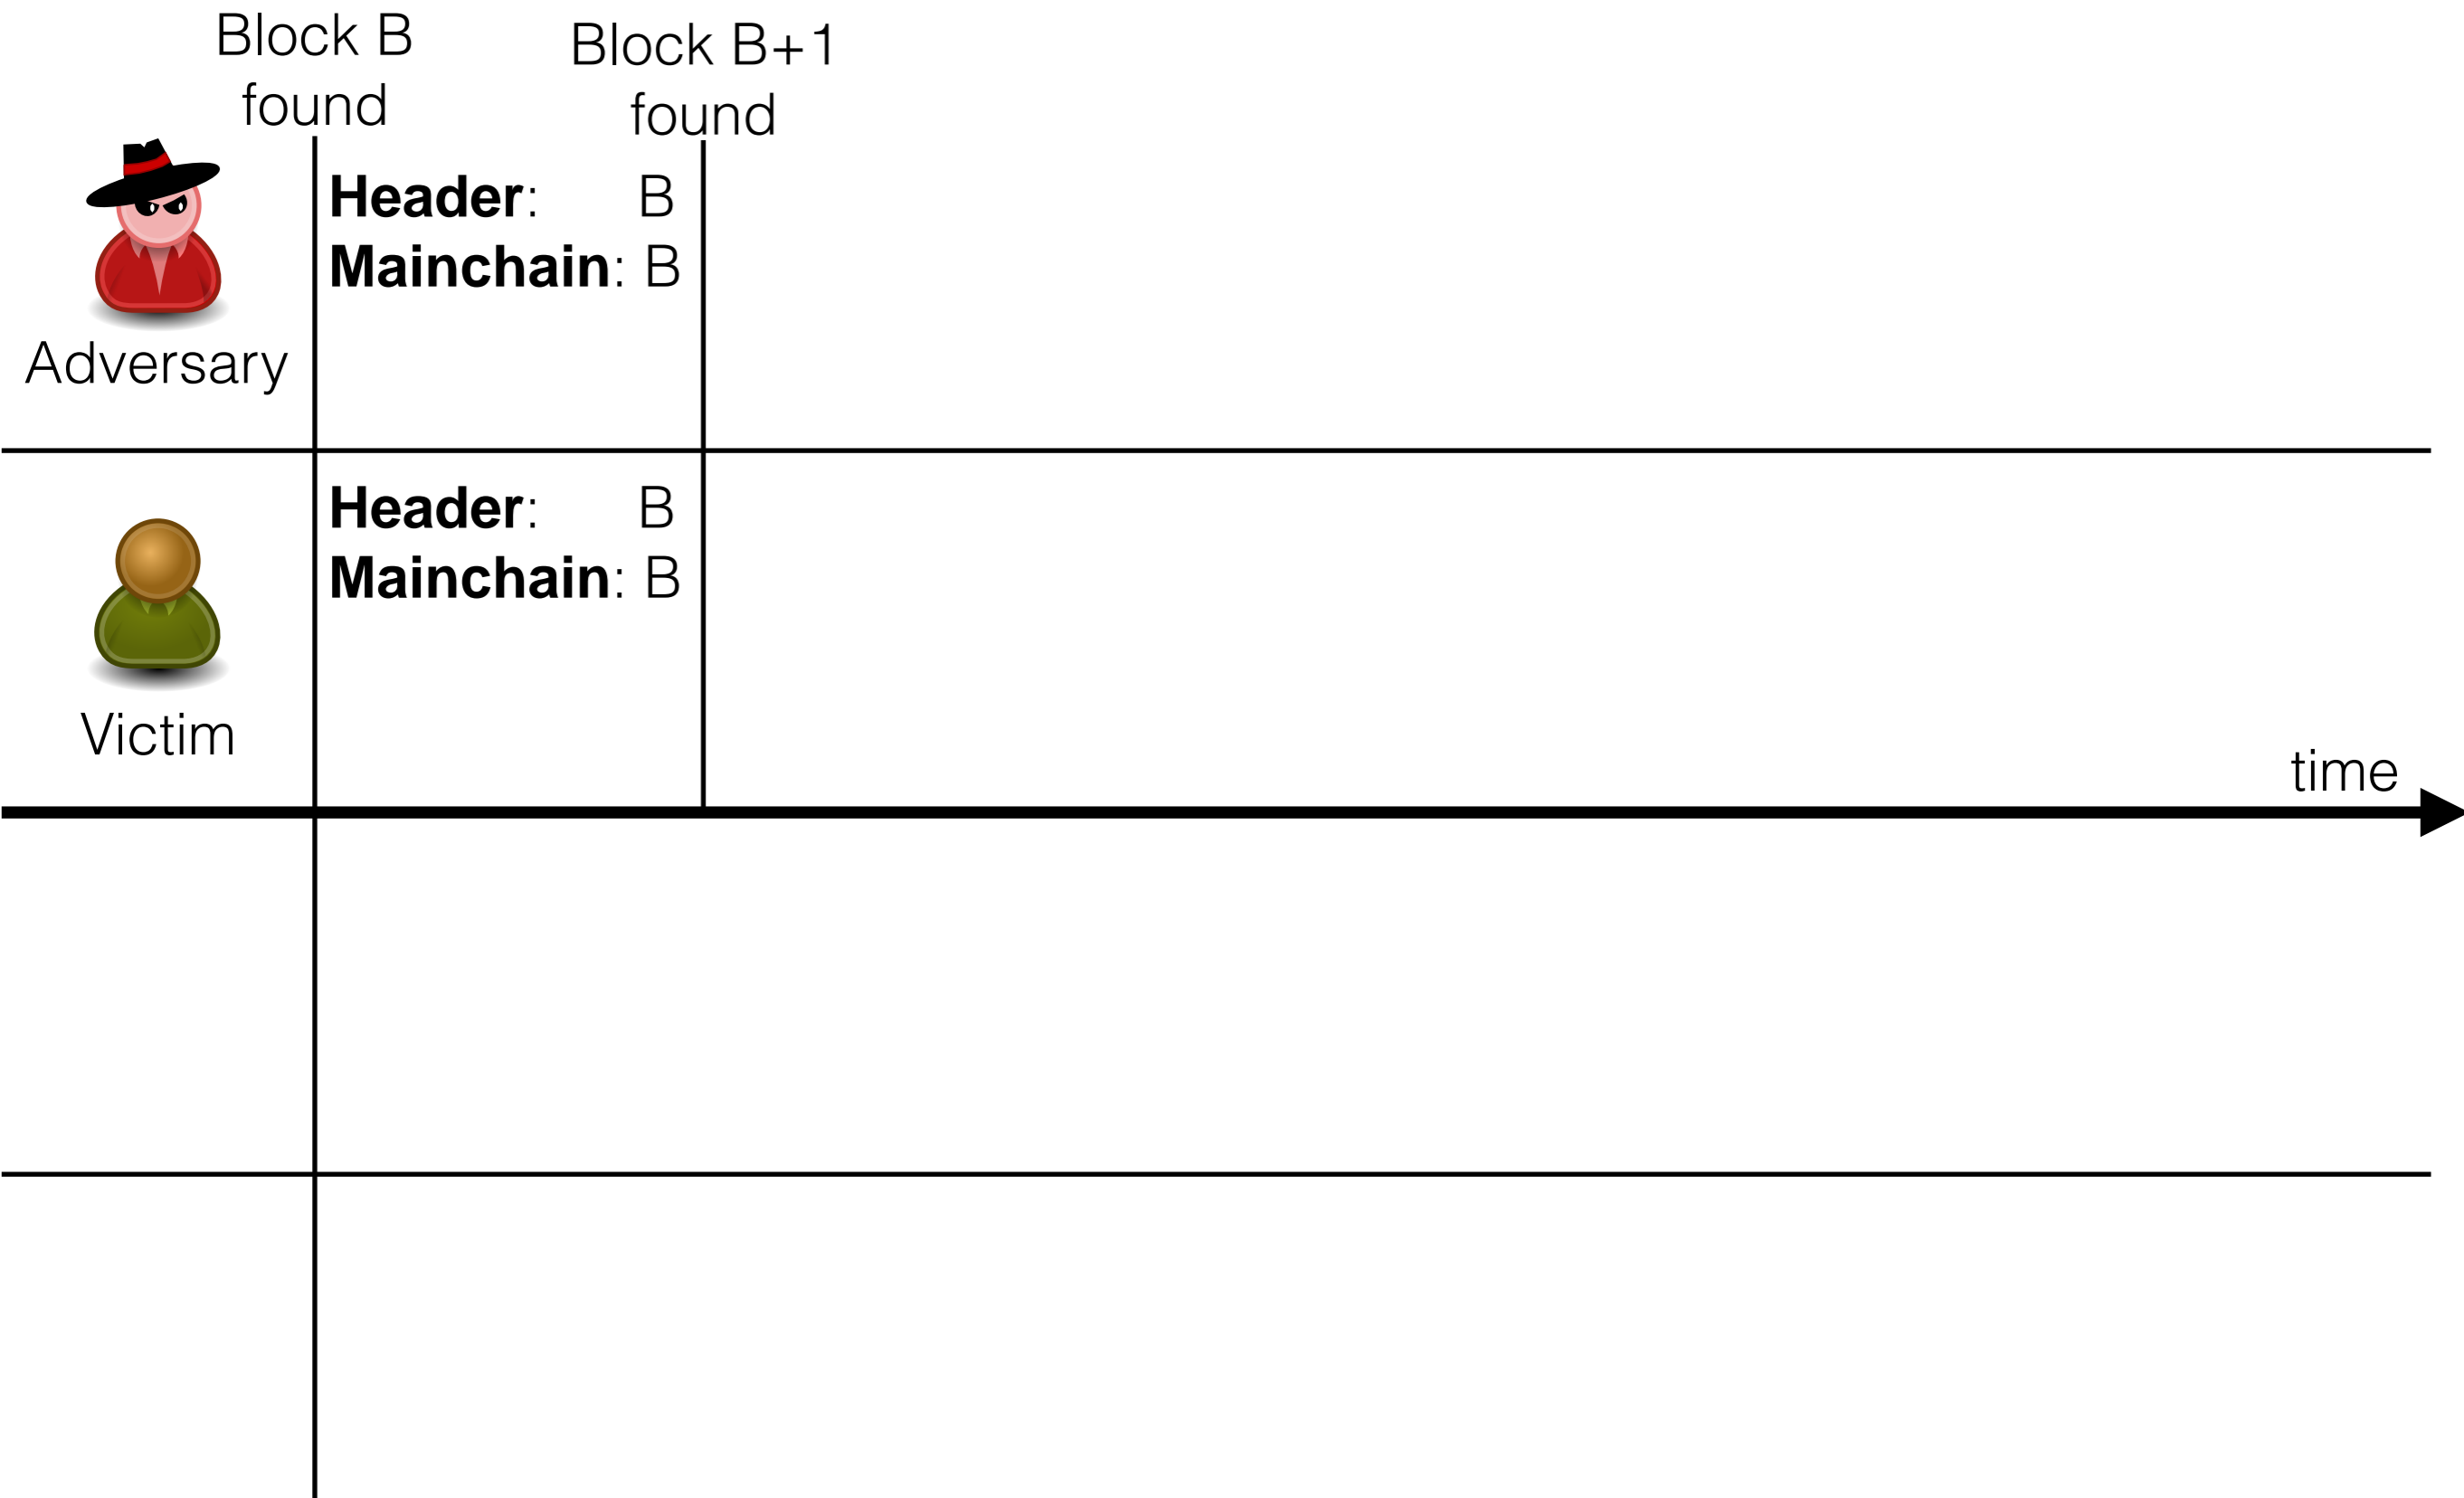 Block B
found
Block B+1
found
Header: B
Mainchain: B
Adversary
Header: B
Mainchain: B
Victim
time